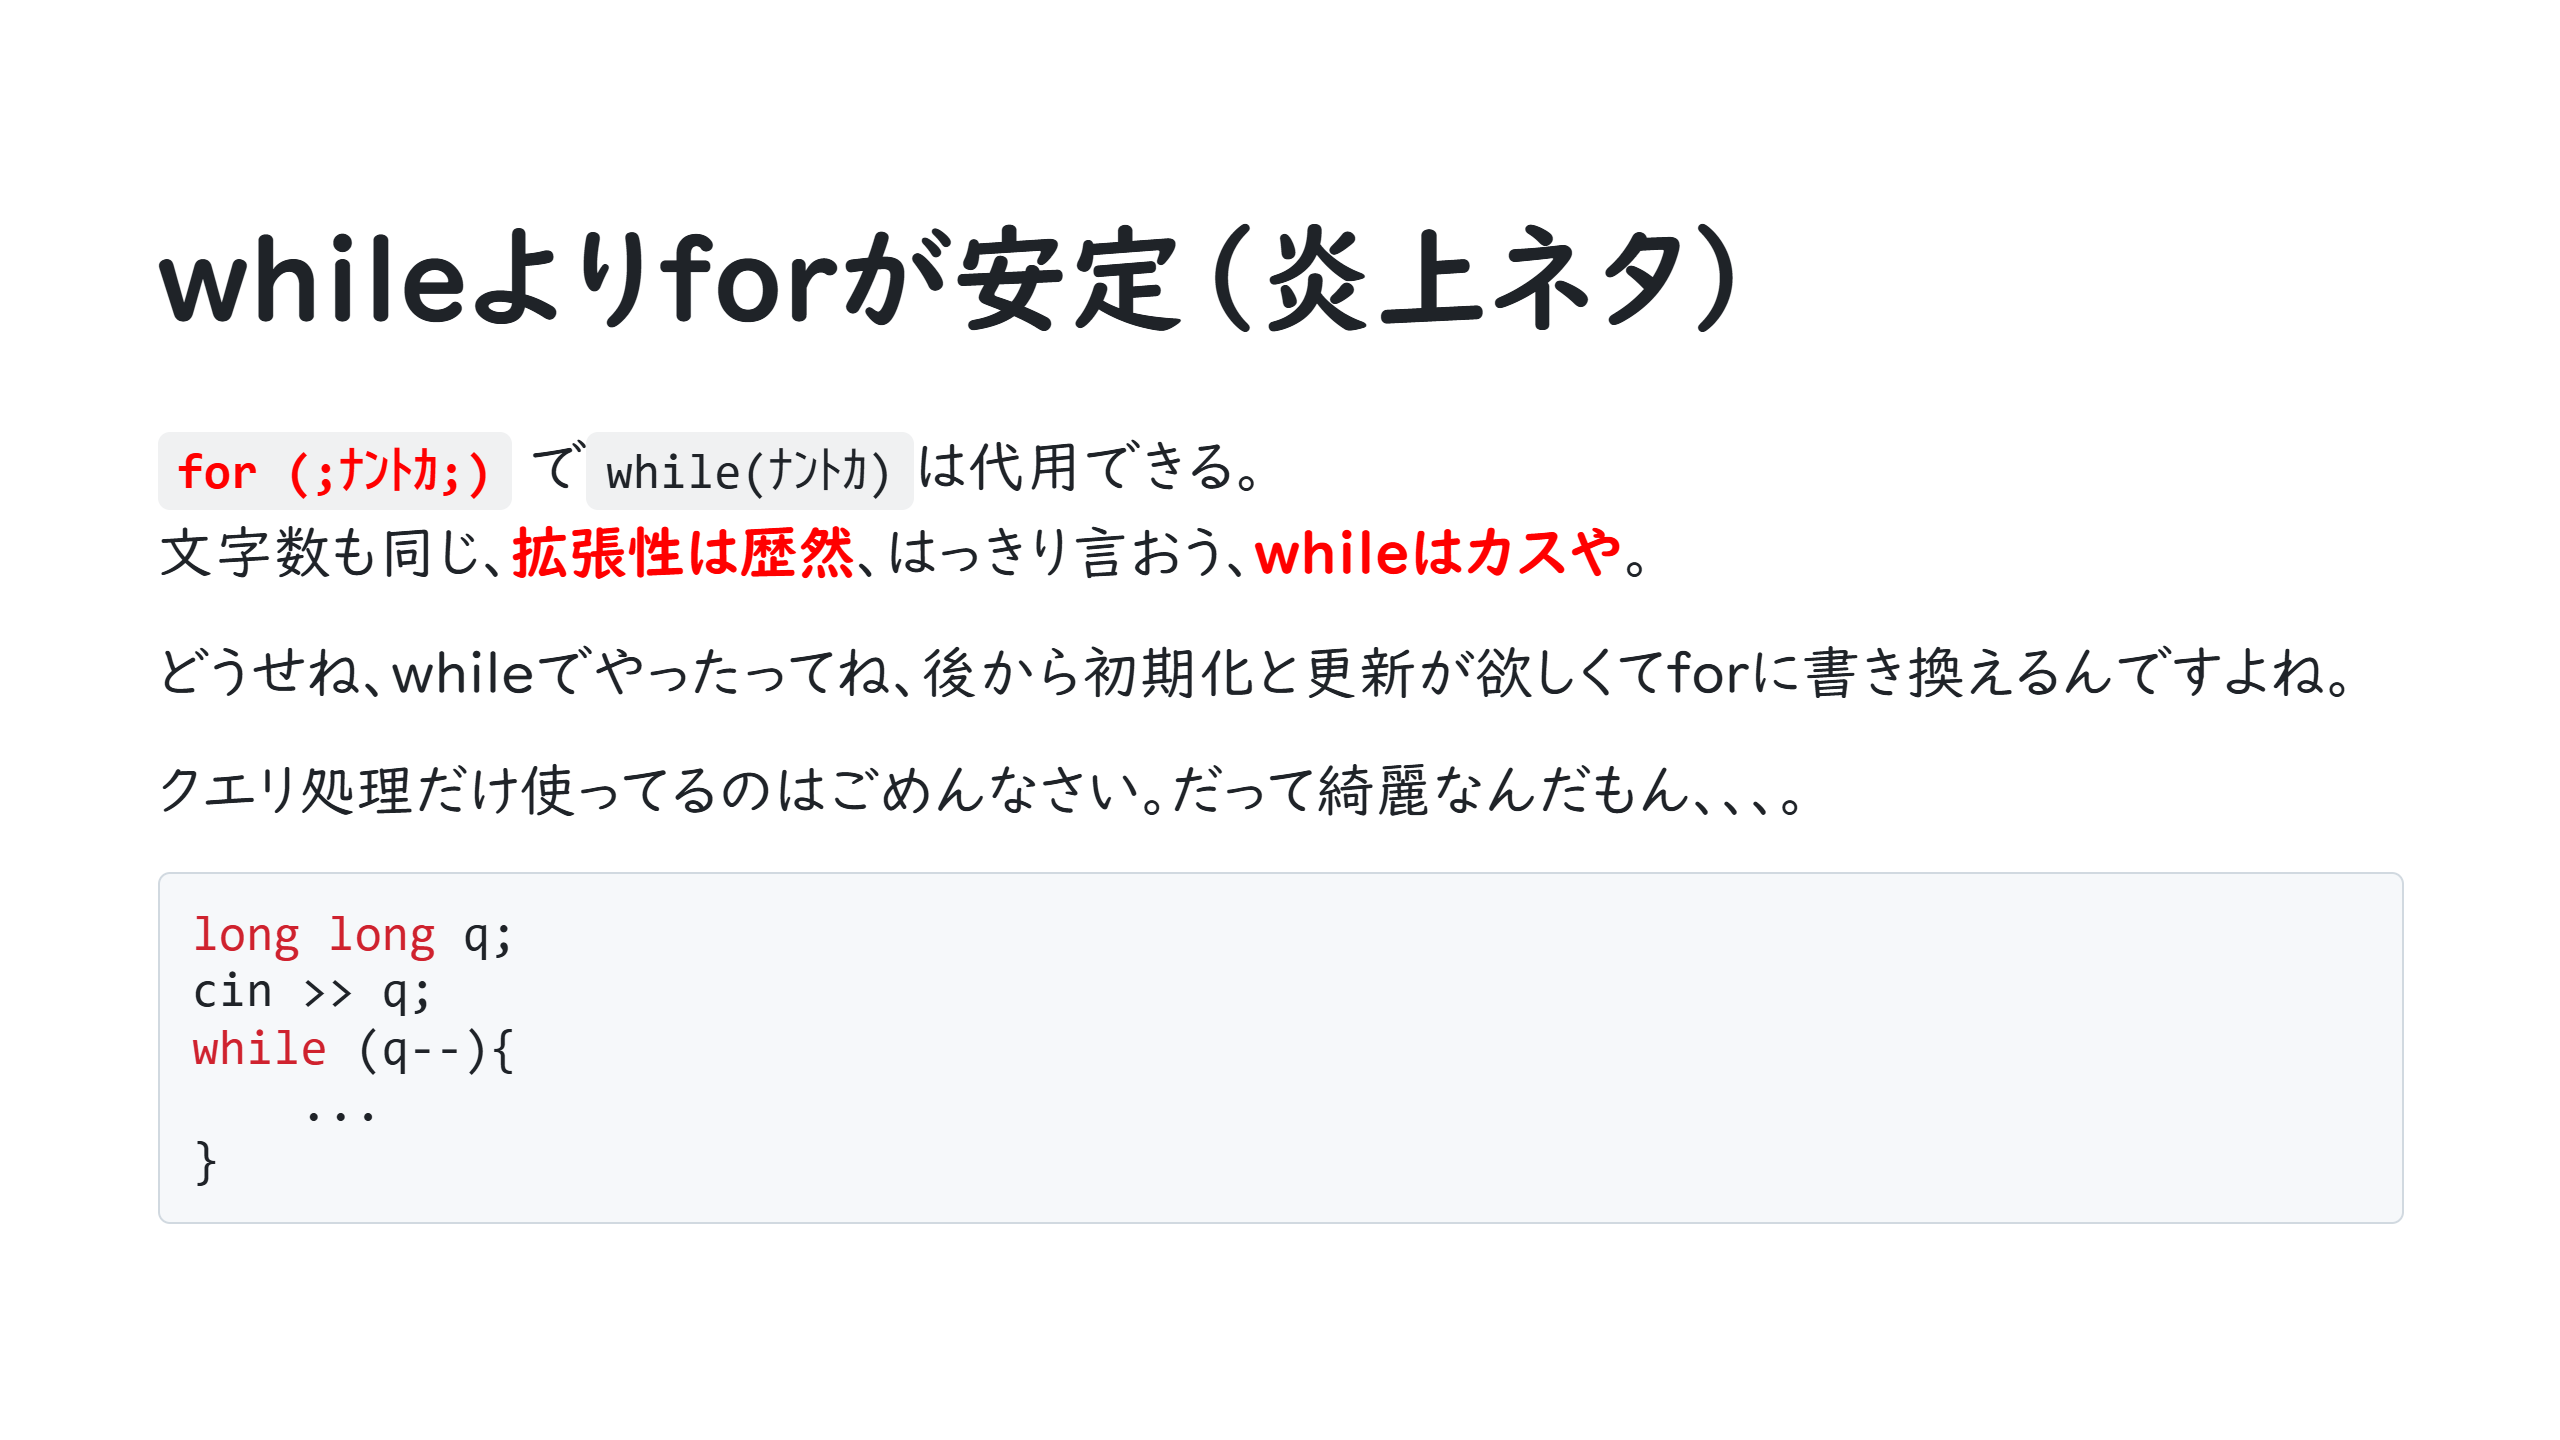 whileよりforが安定（炎上ネタ）
for (;ﾅﾝﾄｶ;) でwhile(ﾅﾝﾄｶ)は代用できる。
文字数も同じ、拡張性は歴然、はっきり言おう、whileはカスや。
どうせね、whileでやったってね、後から初期化と更新が欲しくてforに書き換えるんですよね。
クエリ処理だけ使ってるのはごめんなさい。だって綺麗なんだもん、、、。
long long q;
cin >> q;
while (q--){
    ...
}